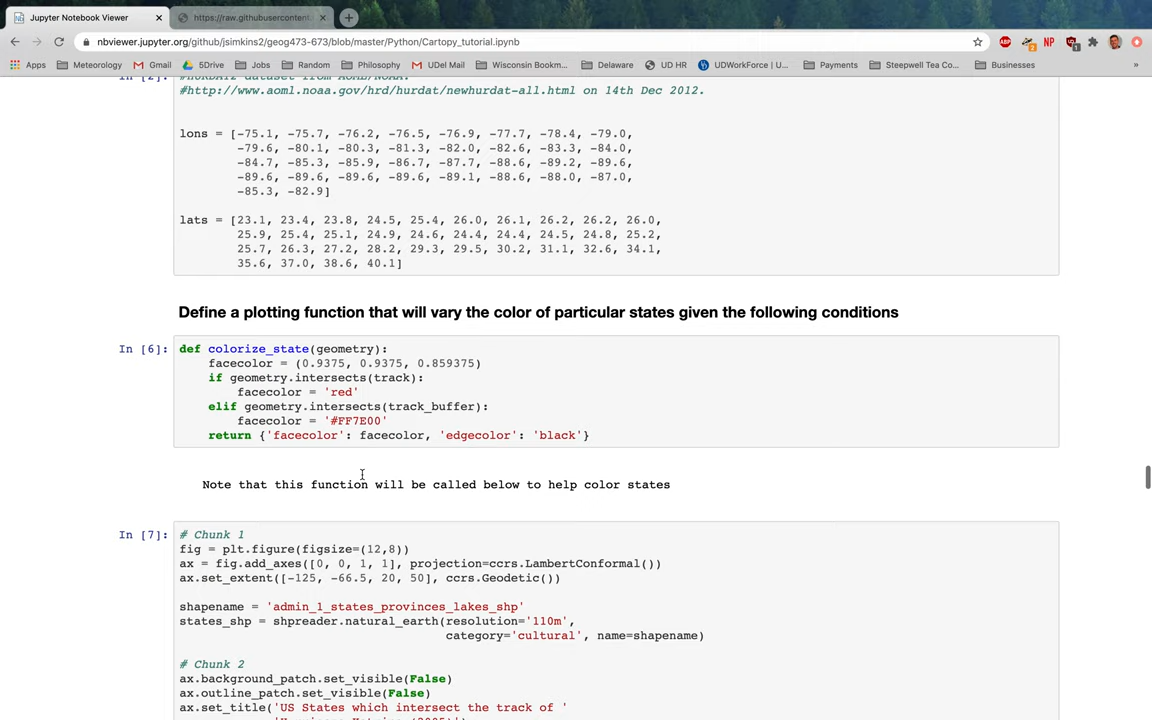 Jupyter Notebook Viewer
https://raw.githubusercontent
nbviewer.jupyter.org/github/jsimkins2/geog473-673/blob/master/Python/Cartopy_tutorial.ipynb
Apps Meteorology Gmail 5Drive Jobs Random Philosophy UDel Mail Wisconsin Bookm... Delaware UD HR UDWorkForce | U... Payments Steepwell Tea Co... Businesses »
In [2]: #HURDAT2 dataset from AOML/NOAA:
#http://www.aoml.noaa.gov/hrd/hurdat/newhurdat-all.html on 14th Dec 2012.
lons = [-75.1, -75.7, -76.2, -76.5, -76.9, -77.7, -78.4, -79.0,
-79.6, -80.1, -80.3, -81.3, -82.0, -82.6, -83.3, -84.0,
-84.7, -85.3, -85.9, -86.7, -87.7, -88.6, -89.2, -89.6,
-89.6, -89.6, -89.6, -89.6, -89.1, -88.6, -88.0, -87.0,
-85.3, -82.9]
lats = [23.1, 23.4, 23.8, 24.5, 25.4, 26.0, 26.1, 26.2, 26.2, 26.0,
25.9, 25.4, 25.1, 24.9, 24.6, 24.4, 24.4, 24.5, 24.8, 25.2,
25.7, 26.3, 27.2, 28.2, 29.3, 29.5, 30.2, 31.1, 32.6, 34.1,
35.6, 37.0, 38.6, 40.1]
Define a plotting function that will vary the color of particular states given the following conditions
In [6]: def colorize_state(geometry):
facecolor = (0.9375, 0.9375, 0.859375)
if geometry.intersects(track):
facecolor = 'red'
elif geometry.intersects(track_buffer):
facecolor = '#FF7E00'
return {'facecolor': facecolor, 'edgecolor': 'black'}
Note that this function will be called below to help color states
In [7]: # Chunk 1
fig = plt.figure(figsize=(12,8))
ax = fig.add_axes([0, 0, 1, 1], projection=ccrs.LambertConformal())
ax.set_extent([-125, -66.5, 20, 50], ccrs.Geodetic())
shapename = 'admin_1_states_provinces_lakes_shp'
states_shp = shpreader.natural_earth(resolution='110m',
category='cultural', name=shapename)
# Chunk 2
ax.background_patch.set_visible(False)
ax.outline_patch.set_visible(False)
ax.set_title('US States which intersect the track of '